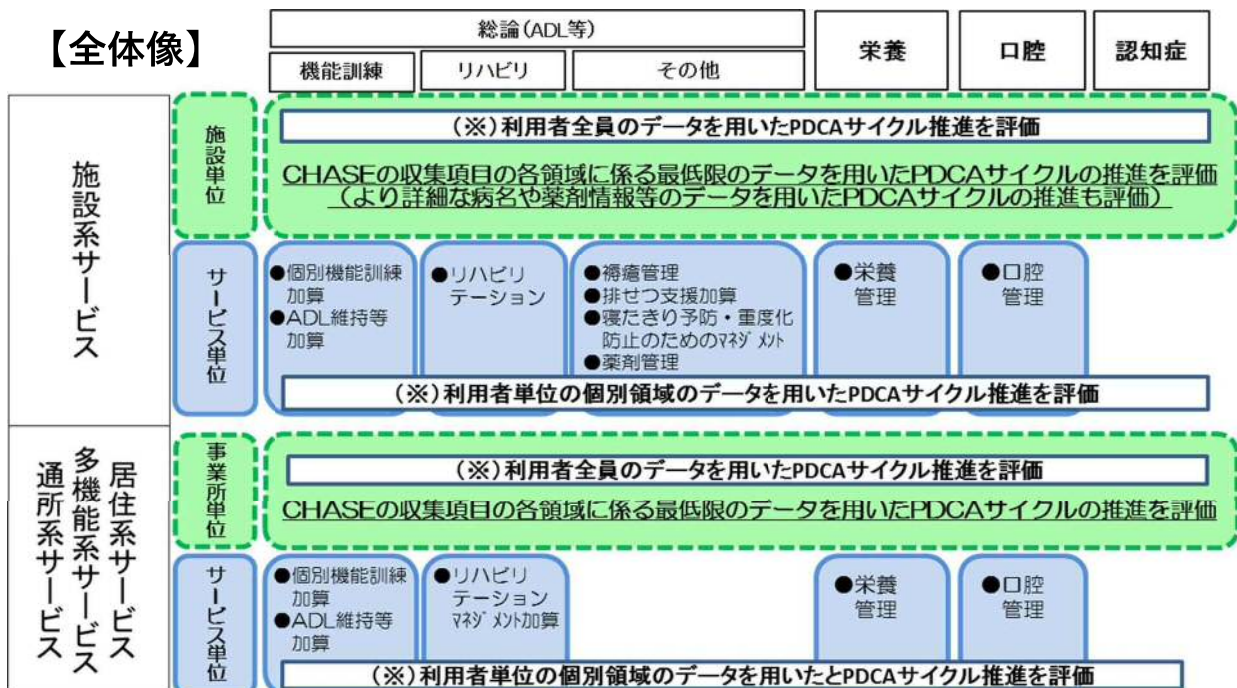 【全体像】
総論(ADL等)
機能訓練
リハビリ
その他
栄養
口腔
認知症
施設系サービス
施設単位
(※)利用者全員のデータを用いたPDCAサイクル推進を評価
CHASEの収集項目の各領域に係る最低限のデータを用いたPDCAサイクルの推進を評価
(より詳細な病名や薬剤情報等のデータを用いたPDCAサイクルの推進も評価)
サービス単位
●個別機能訓練
加算
●ADL維持等
加算
●リハビリ
テーション
●褥瘡管理
●排せつ支援加算
●寝たきり予防・重度化
防止のためのマネジメント
●薬剤管理
●栄養
管理
●口腔
管理
(※)利用者単位の個別領域のデータを用いたPDCAサイクル推進を評価
居住系サービス
多機能系サービス
通所系サービス
事業所単位
(※)利用者全員のデータを用いたPDCAサイクル推進を評価
CHASEの収集項目の各領域に係る最低限のデータを用いたPDCAサイクルの推進を評価
サービス単位
●個別機能訓練
加算
●ADL維持等
加算
●リハビリ
テーション
マネジメント加算
●栄養
管理
●口腔
管理
(※)利用者単位の個別領域のデータを用いたとPDCAサイクル推進を評価